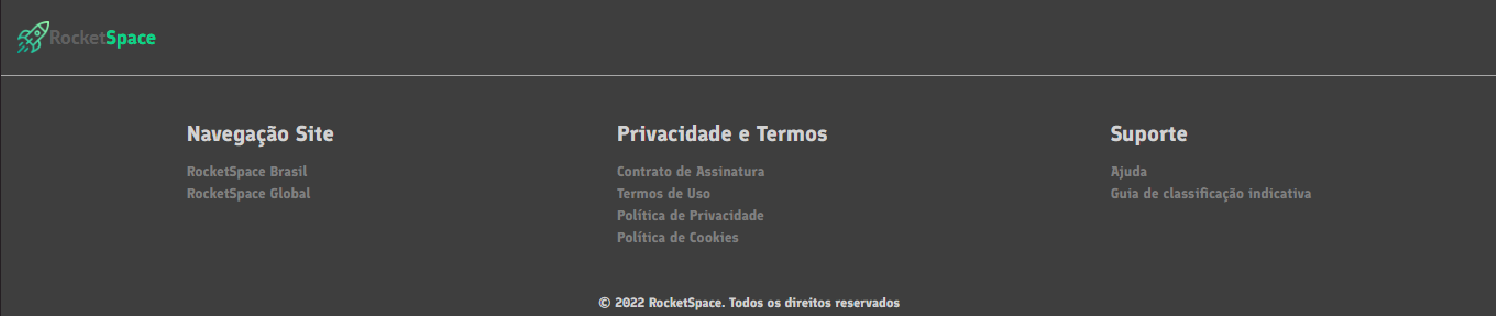 RocketSpace
Navegação Site
RocketSpace Brasil
RocketSpace Global
Privacidade e Termos
Contrato de Assinatura
Termos de Uso
Política de Privacidade
Política de Cookies
Suporte
Ajuda
Guia de classificação indicativa
© 2022 RocketSpace. Todos os direitos reservados